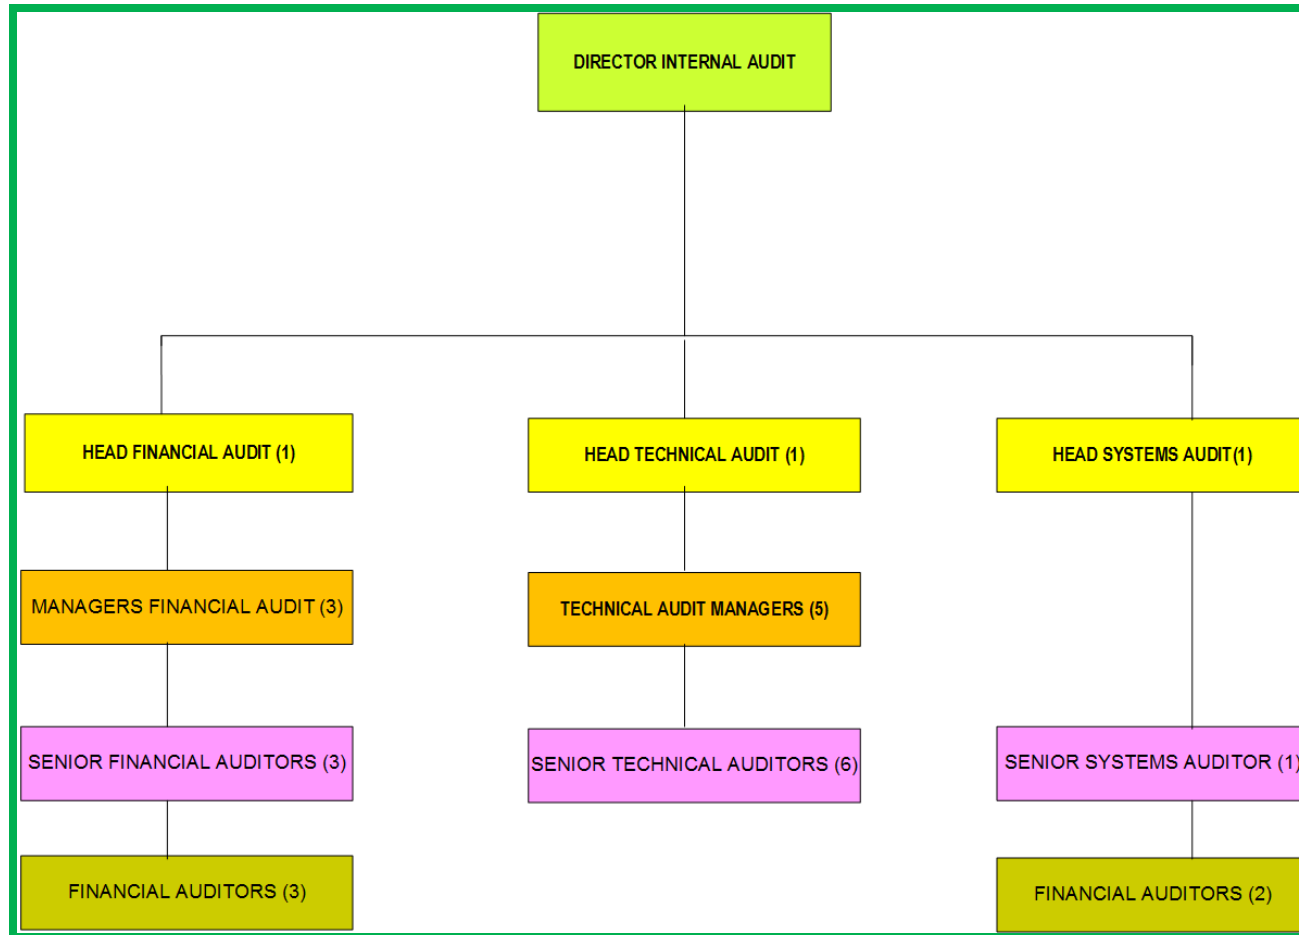 DIRECTOR INTERNAL AUDIT
HEAD FINANCIAL AUDIT (1)
HEAD TECHNICAL AUDIT (1)
HEAD SYSTEMS AUDIT(1)
MANAGERS FINANCIAL AUDIT (3)
TECHNICAL AUDIT MANAGERS (5)
SENIOR FINANCIAL AUDITORS (3)
SENIOR TECHNICAL AUDITORS (6)
SENIOR SYSTEMS AUDITOR (1)
FINANCIAL AUDITORS (3)
FINANCIAL AUDITORS (2)